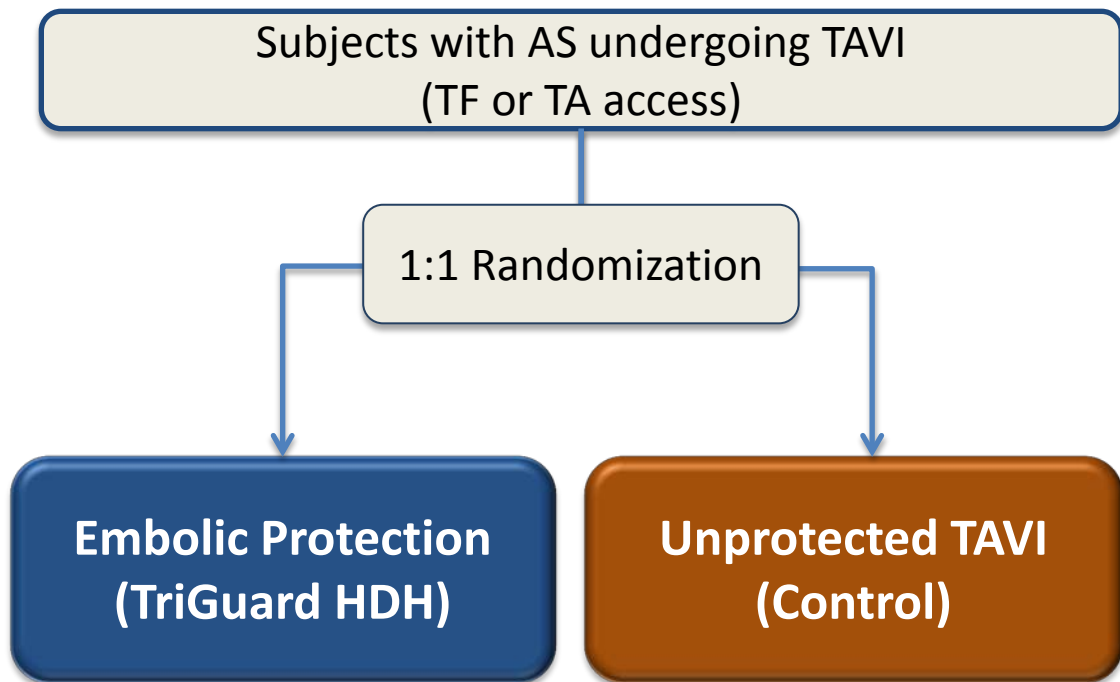 Subjects with AS undergoing TAVI
(TF or TA access)
1:1 Randomization
Embolic Protection
(TriGuard HDH)
Unprotected TAVI
(Control)